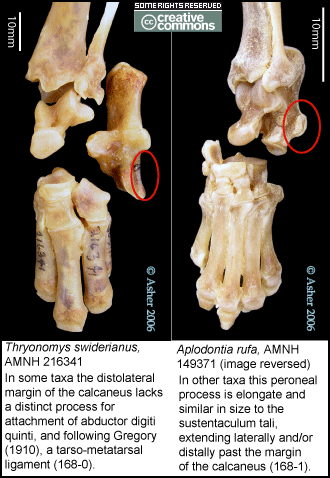 SOME RIGHTS RESERVED
cc creative commons
10mm
10mm
216341
© Asher 2006
© Asher 2006
Thryonomys swiderianus,
AMNH 216341
In some taxa the distolateral
margin of the calcaneus lacks
a distinct process for
attachment of abductor digiti
quinti, and following Gregory
(1910), a tarso-metatarsal
ligament (168-0).
Aplodontia rufa, AMNH
149371 (image reversed)
In other taxa this peroneal
process is elongate and
similar in size to the
sustentaculum tali,
extending laterally and/or
distally past the margin
of the calcaneus (168-1).